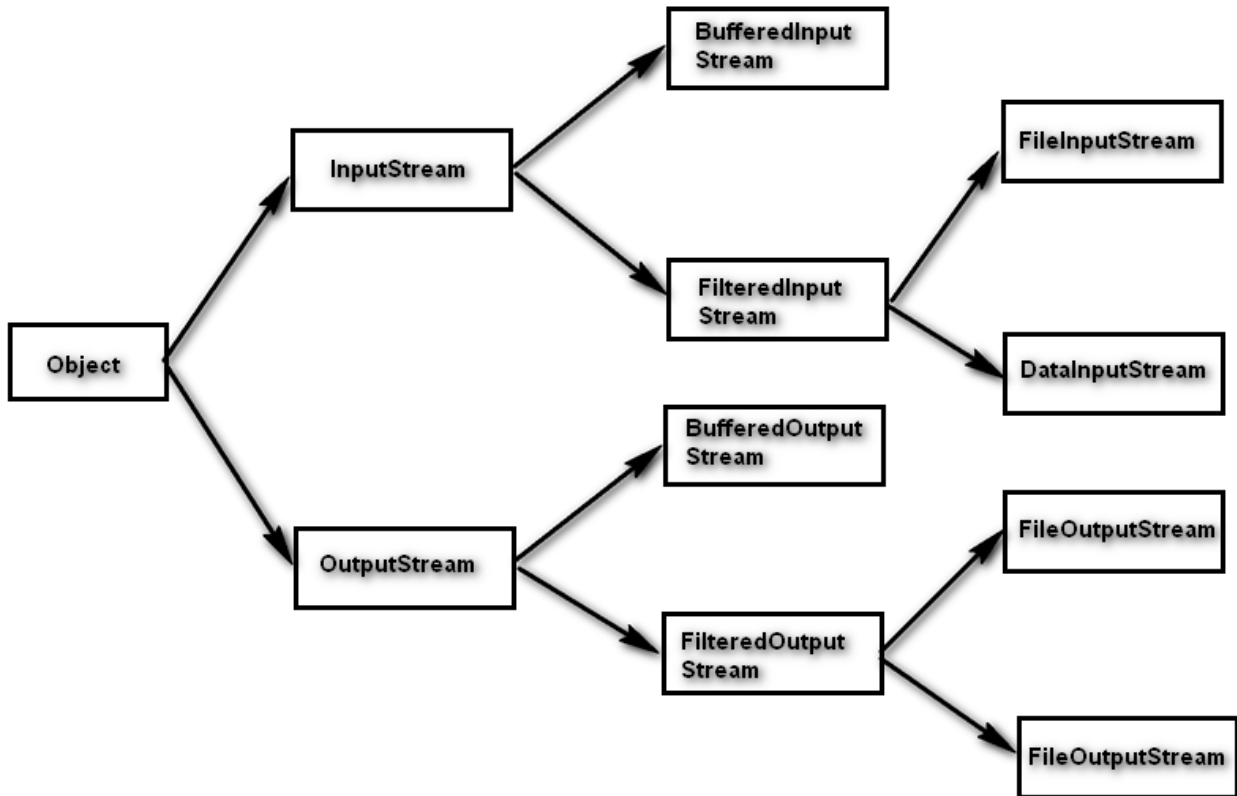 BufferedInput
Stream
FileInputStream
InputStream
FilteredInput
Stream
Object
DataInputStream
BufferedOutput
Stream
FileOutputStream
OutputStream
FilteredOutput
Stream
FileOutputStream